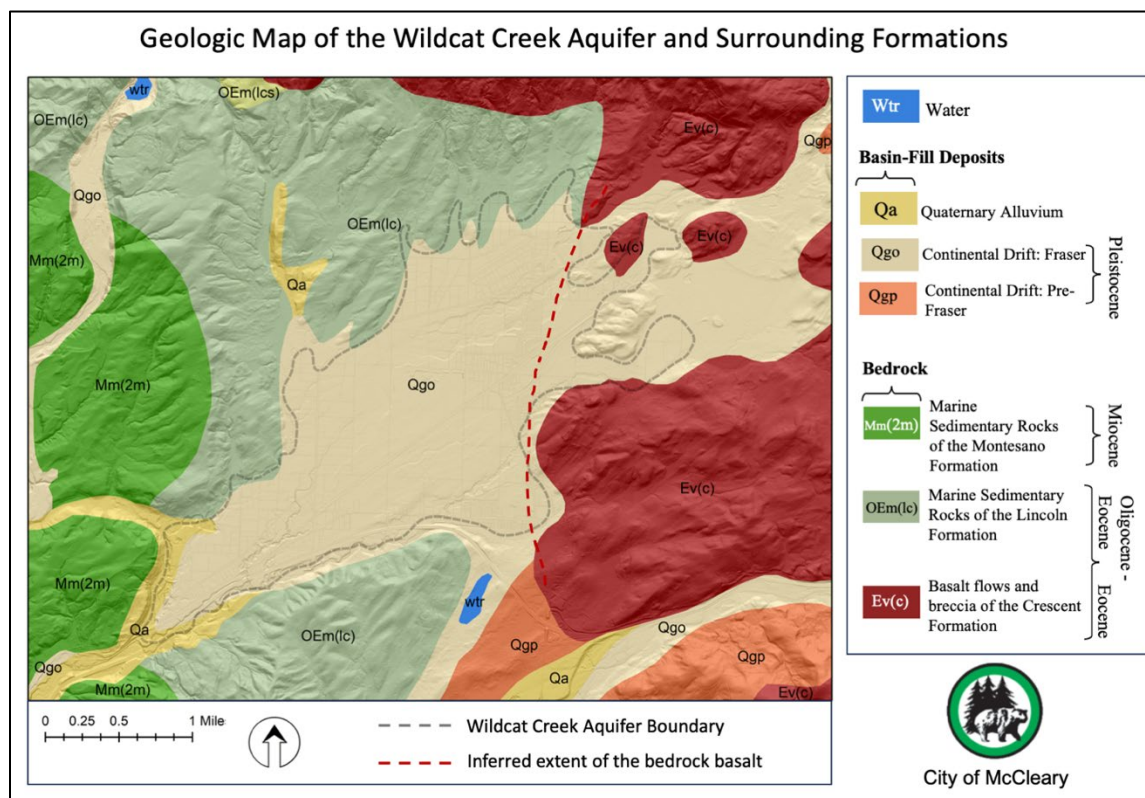 Geologic Map of the Wildcat Creek Aquifer and Surrounding Formations
wtr
OEm(lcs)
OEm(lc)
Ev(c)
Qgp
Qgo
OEm(lc)
Mm(2m)
Ev(c)
Ev(c)
Qa
Mm(2m)
Qgo
Ev(c)
Mm(2m)
wtr
OEm(lc)
Qa
Qgp
Qgo
Qgo
Qgp
Qa
Mm(2m)
Ev(c)
0 0.25 0.5 1 Mile
Wildcat Creek Aquifer Boundary
Inferred extent of the bedrock basalt
Wtr Water
Basin-Fill Deposits
Qa Quaternary Alluvium
Qgo Continental Drift: Fraser
Qgp Continental Drift: Pre-
Fraser
Pleistocene
Bedrock
Mm(2m) Marine
Sedimentary Rocks
of the Montesano
Formation
Miocene
OEm(lc) Marine Sedimentary
Rocks of the Lincoln
Formation
Oligocene -
Eocene
Ev(c) Basalt flows and
breccia of the Crescent
Formation
Eocene
City of McCleary